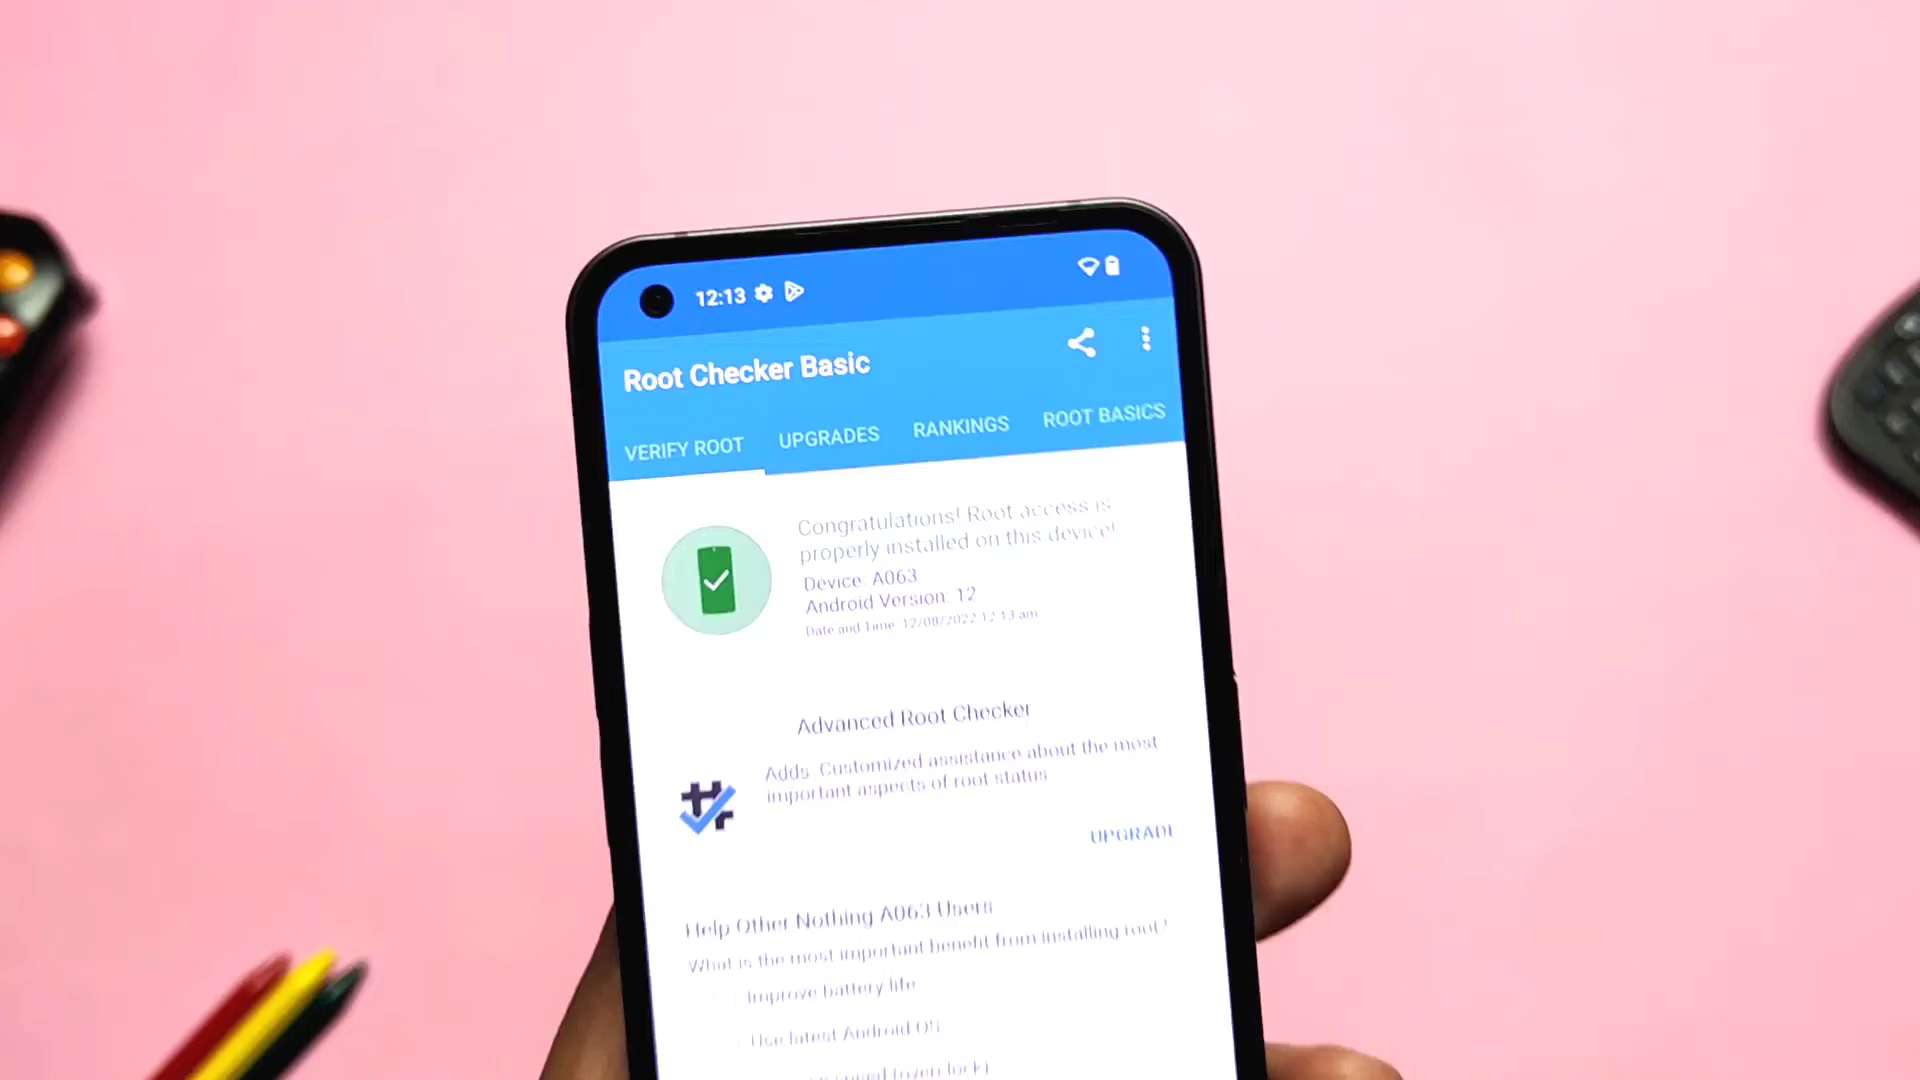 12:13
Root Checker Basic
VERIFY ROOT UPGRADES RANKINGS ROOT BASICS
Congratulations! Root access is
properly installed on this device!
Device: A063
Android Version: 12
Date and Time: 12/08/2022 12:13 am
Advanced Root Checker
Adds: Customized assistance about the most
important aspects of root status
UPGRADE
Help Other Nothing A063 Users
What is the most important benefit from installing root?
Improve battery life
Use latest Android OS
speed (overclock)